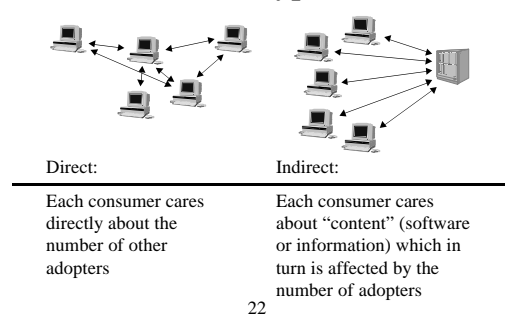 Direct:
Indirect:
Each consumer cares
directly about the
number of other
adopters
Each consumer cares
about “content” (software
or information) which in
turn is affected by the
number of adopters
22